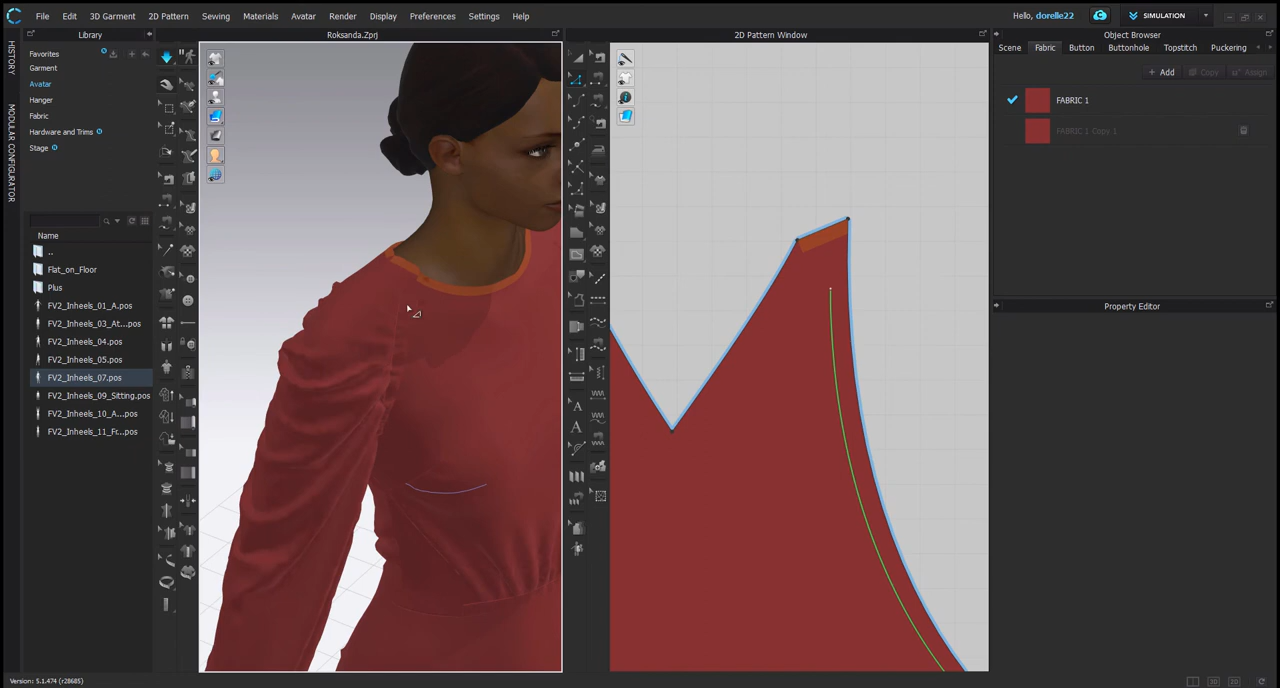 File Edit 3D Garment 2D Pattern Sewing Materials Avatar Render Display Preferences Settings Help
Hello, dorelle22
SIMULATION
Library
Roksanda.Zprj
2D Pattern Window
Object Browser
HISTORY
MODULAR CONFIGURATOR
Favorites
Garment
Avatar
Hanger
Fabric
Hardware and Trims
Stage
Scene Fabric Button Buttonhole Topstitch Puckering
+ Add Copy Assign
FABRIC 1
FABRIC 1 Copy 1
Name
..
Flat_on_Floor
Plus
FV2_Inheels_01_A.pos
FV2_Inheels_03_At...pos
FV2_Inheels_04.pos
FV2_Inheels_05.pos
FV2_Inheels_07.pos
FV2_Inheels_09_Sitting.pos
FV2_Inheels_10_A...pos
FV2_Inheels_11_Fr...pos
Property Editor
Version: 5.1.474 (r28685)
3D
2D